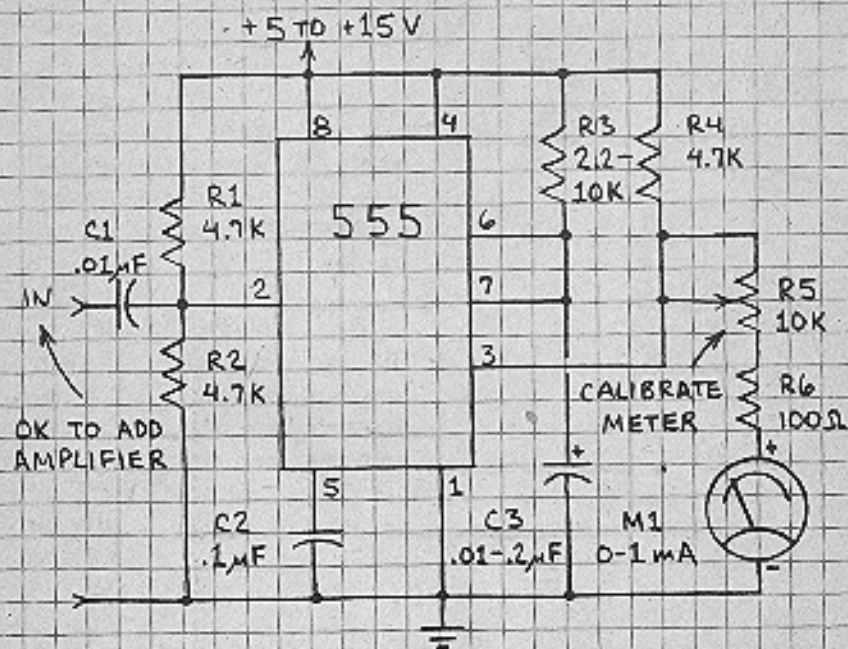 +5 TO +15V
8
4
R1
4.7K
C1
.01µF
IN
2
555
6
7
3
R3
2.2-
10K
R4
4.7K
R5
10K
R2
4.7K
OK TO ADD
AMPLIFIER
CALIBRATE
METER
R6
100Ω
+
+
5
1
C2
.1µF
C3
.01-.2µF
M1
0-1mA
-